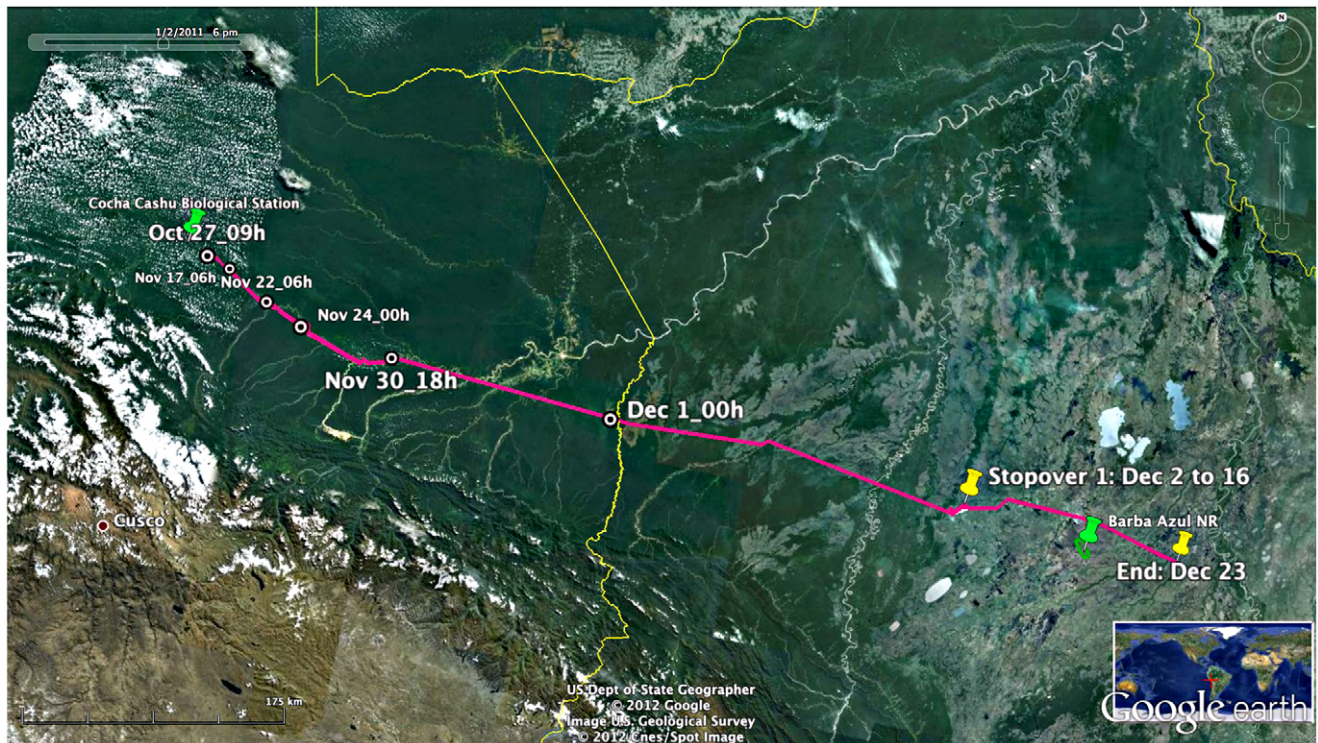 1/2/2011 6 pm
N
Cocha Cashu Biological Station
Oct 27_09h
Nov 17_06h
Nov 22_06h
Nov 24_00h
Nov 30_18h
Dec 1_00h
Stopover 1: Dec 2 to 16
Barba Azul NR
Cusco
End: Dec 23
US Dept of State Geographer
© 2012 Google
Image U.S. Geological Survey
© 2012 Cnes/Spot Image
175 km
Google earth